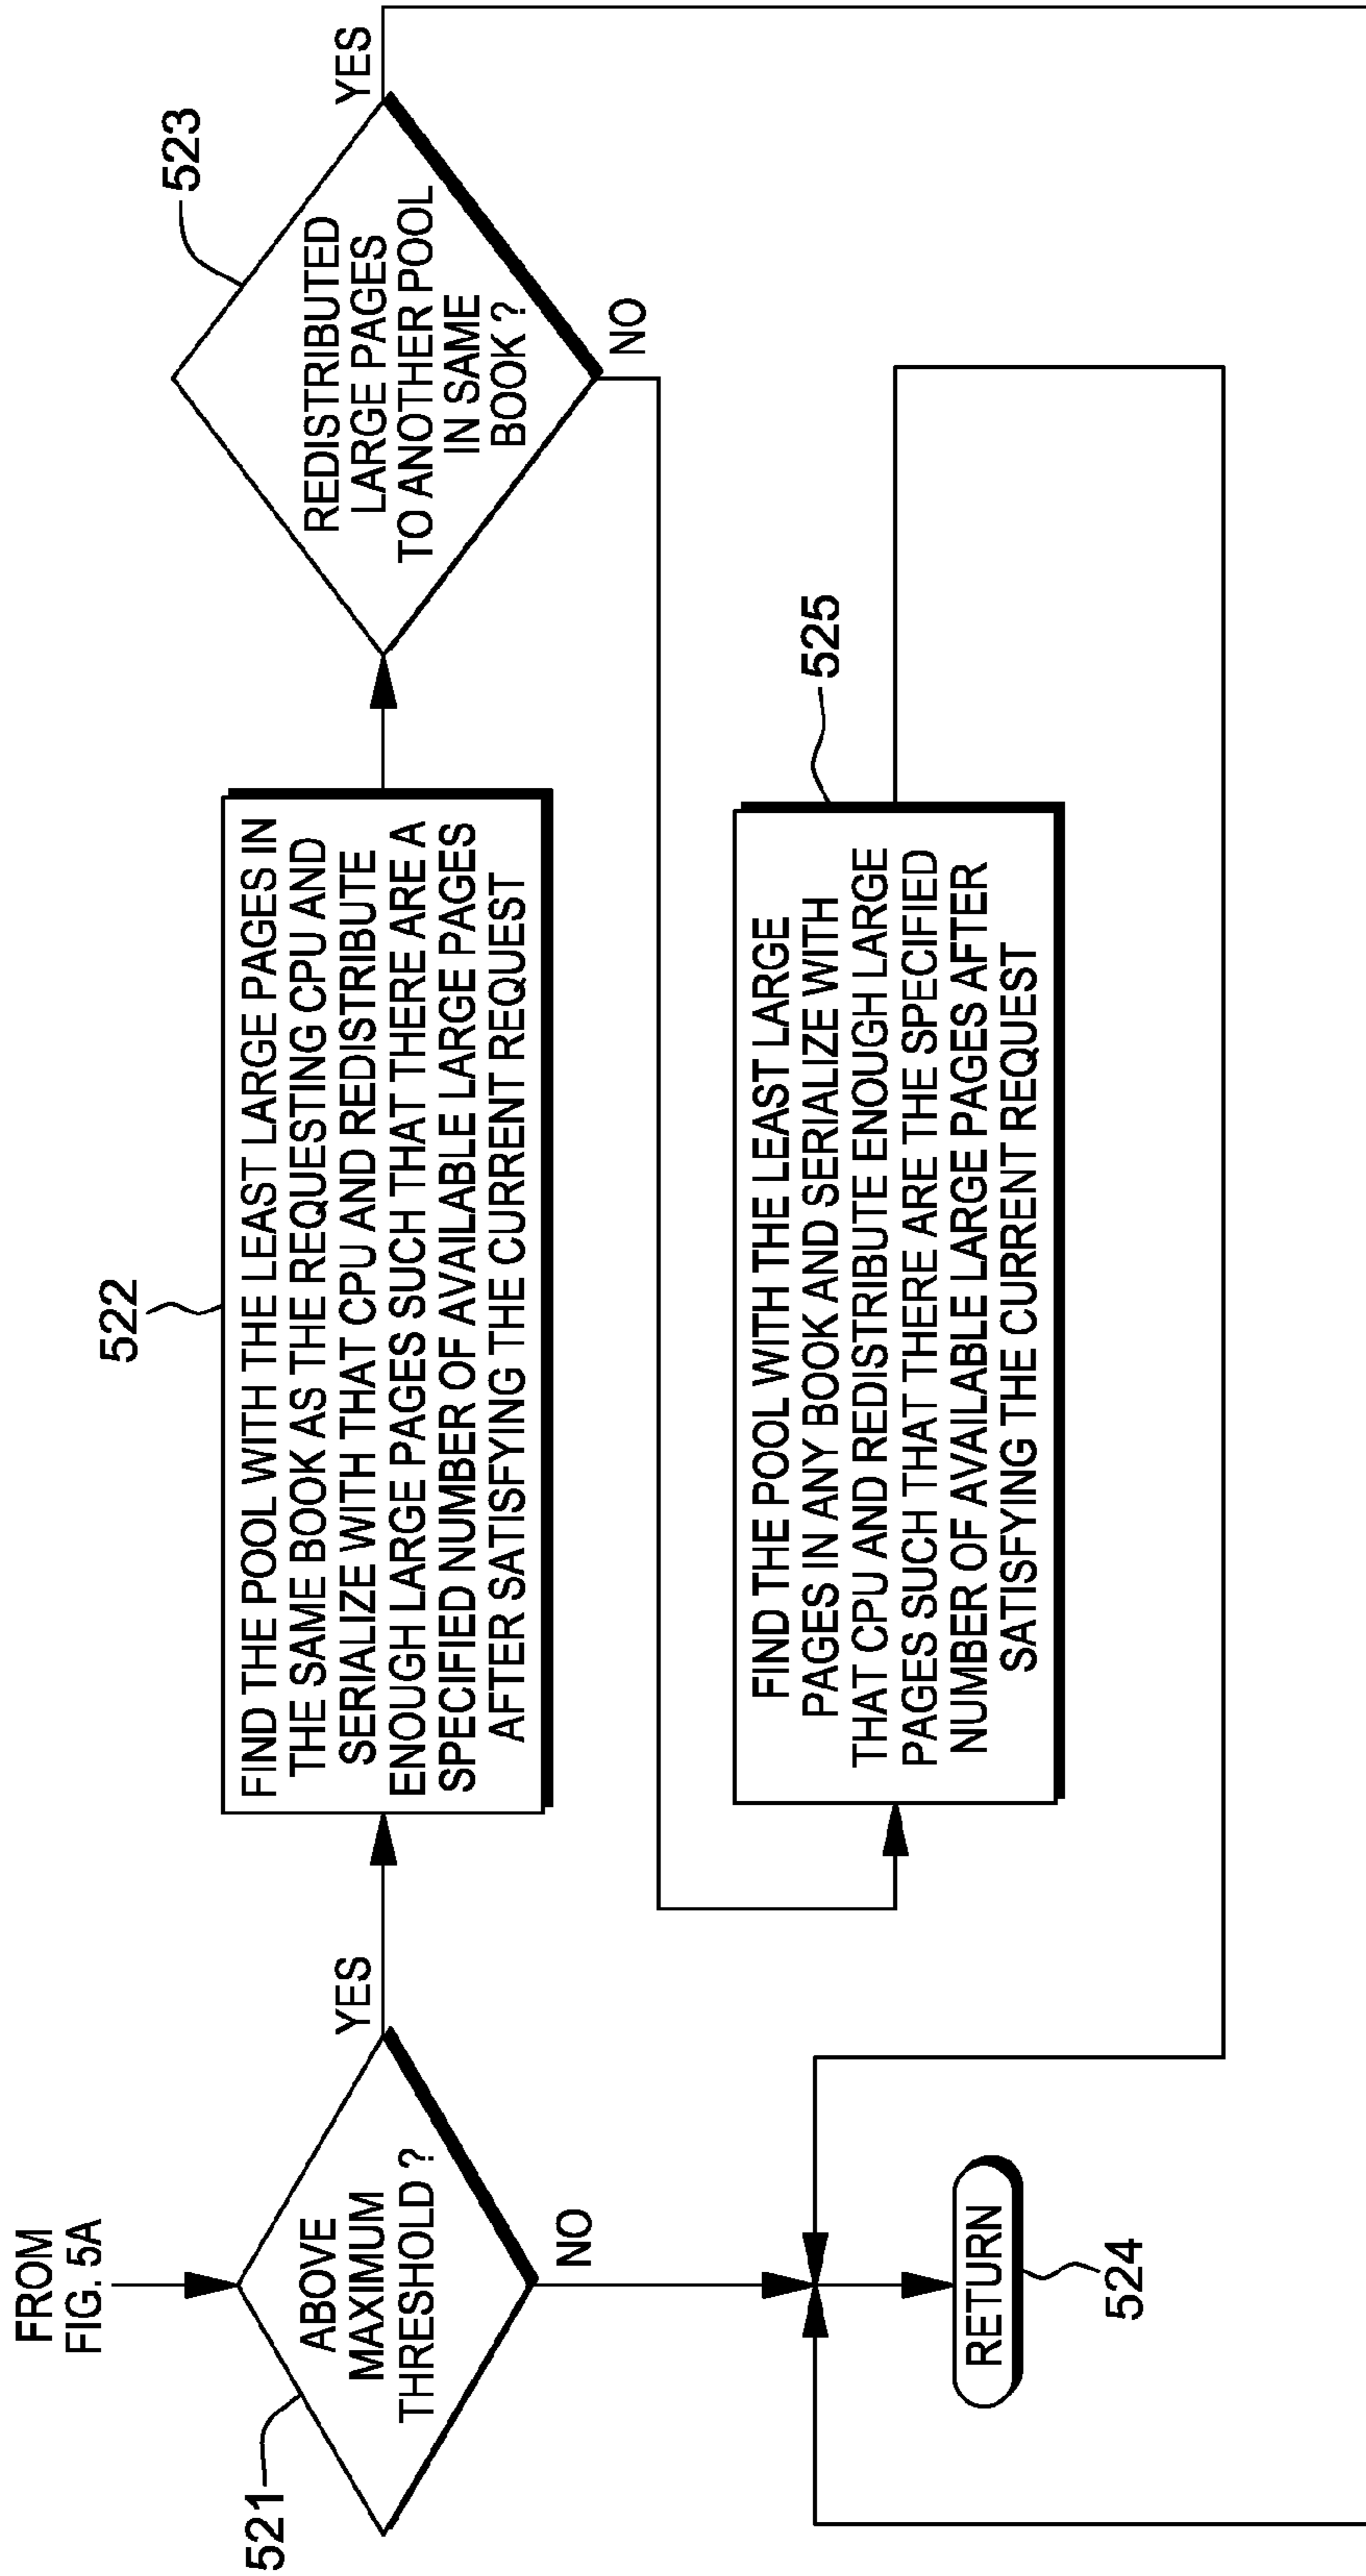 FROM
FIG. 5A
521
ABOVE
MAXIMUM
THRESHOLD ?
YES
NO
522
FIND THE POOL WITH THE LEAST LARGE PAGES IN
THE SAME BOOK AS THE REQUESTING CPU AND
SERIALIZE WITH THAT CPU AND REDISTRIBUTE
ENOUGH LARGE PAGES SUCH THAT THERE ARE A
SPECIFIED NUMBER OF AVAILABLE LARGE PAGES
AFTER SATISFYING THE CURRENT REQUEST
523
REDISTRIBUTED
LARGE PAGES
TO ANOTHER POOL
IN SAME
BOOK ?
YES
NO
525
FIND THE POOL WITH THE LEAST LARGE
PAGES IN ANY BOOK AND SERIALIZE WITH
THAT CPU AND REDISTRIBUTE ENOUGH LARGE
PAGES SUCH THAT THERE ARE THE SPECIFIED
NUMBER OF AVAILABLE LARGE PAGES AFTER
SATISFYING THE CURRENT REQUEST
RETURN
524